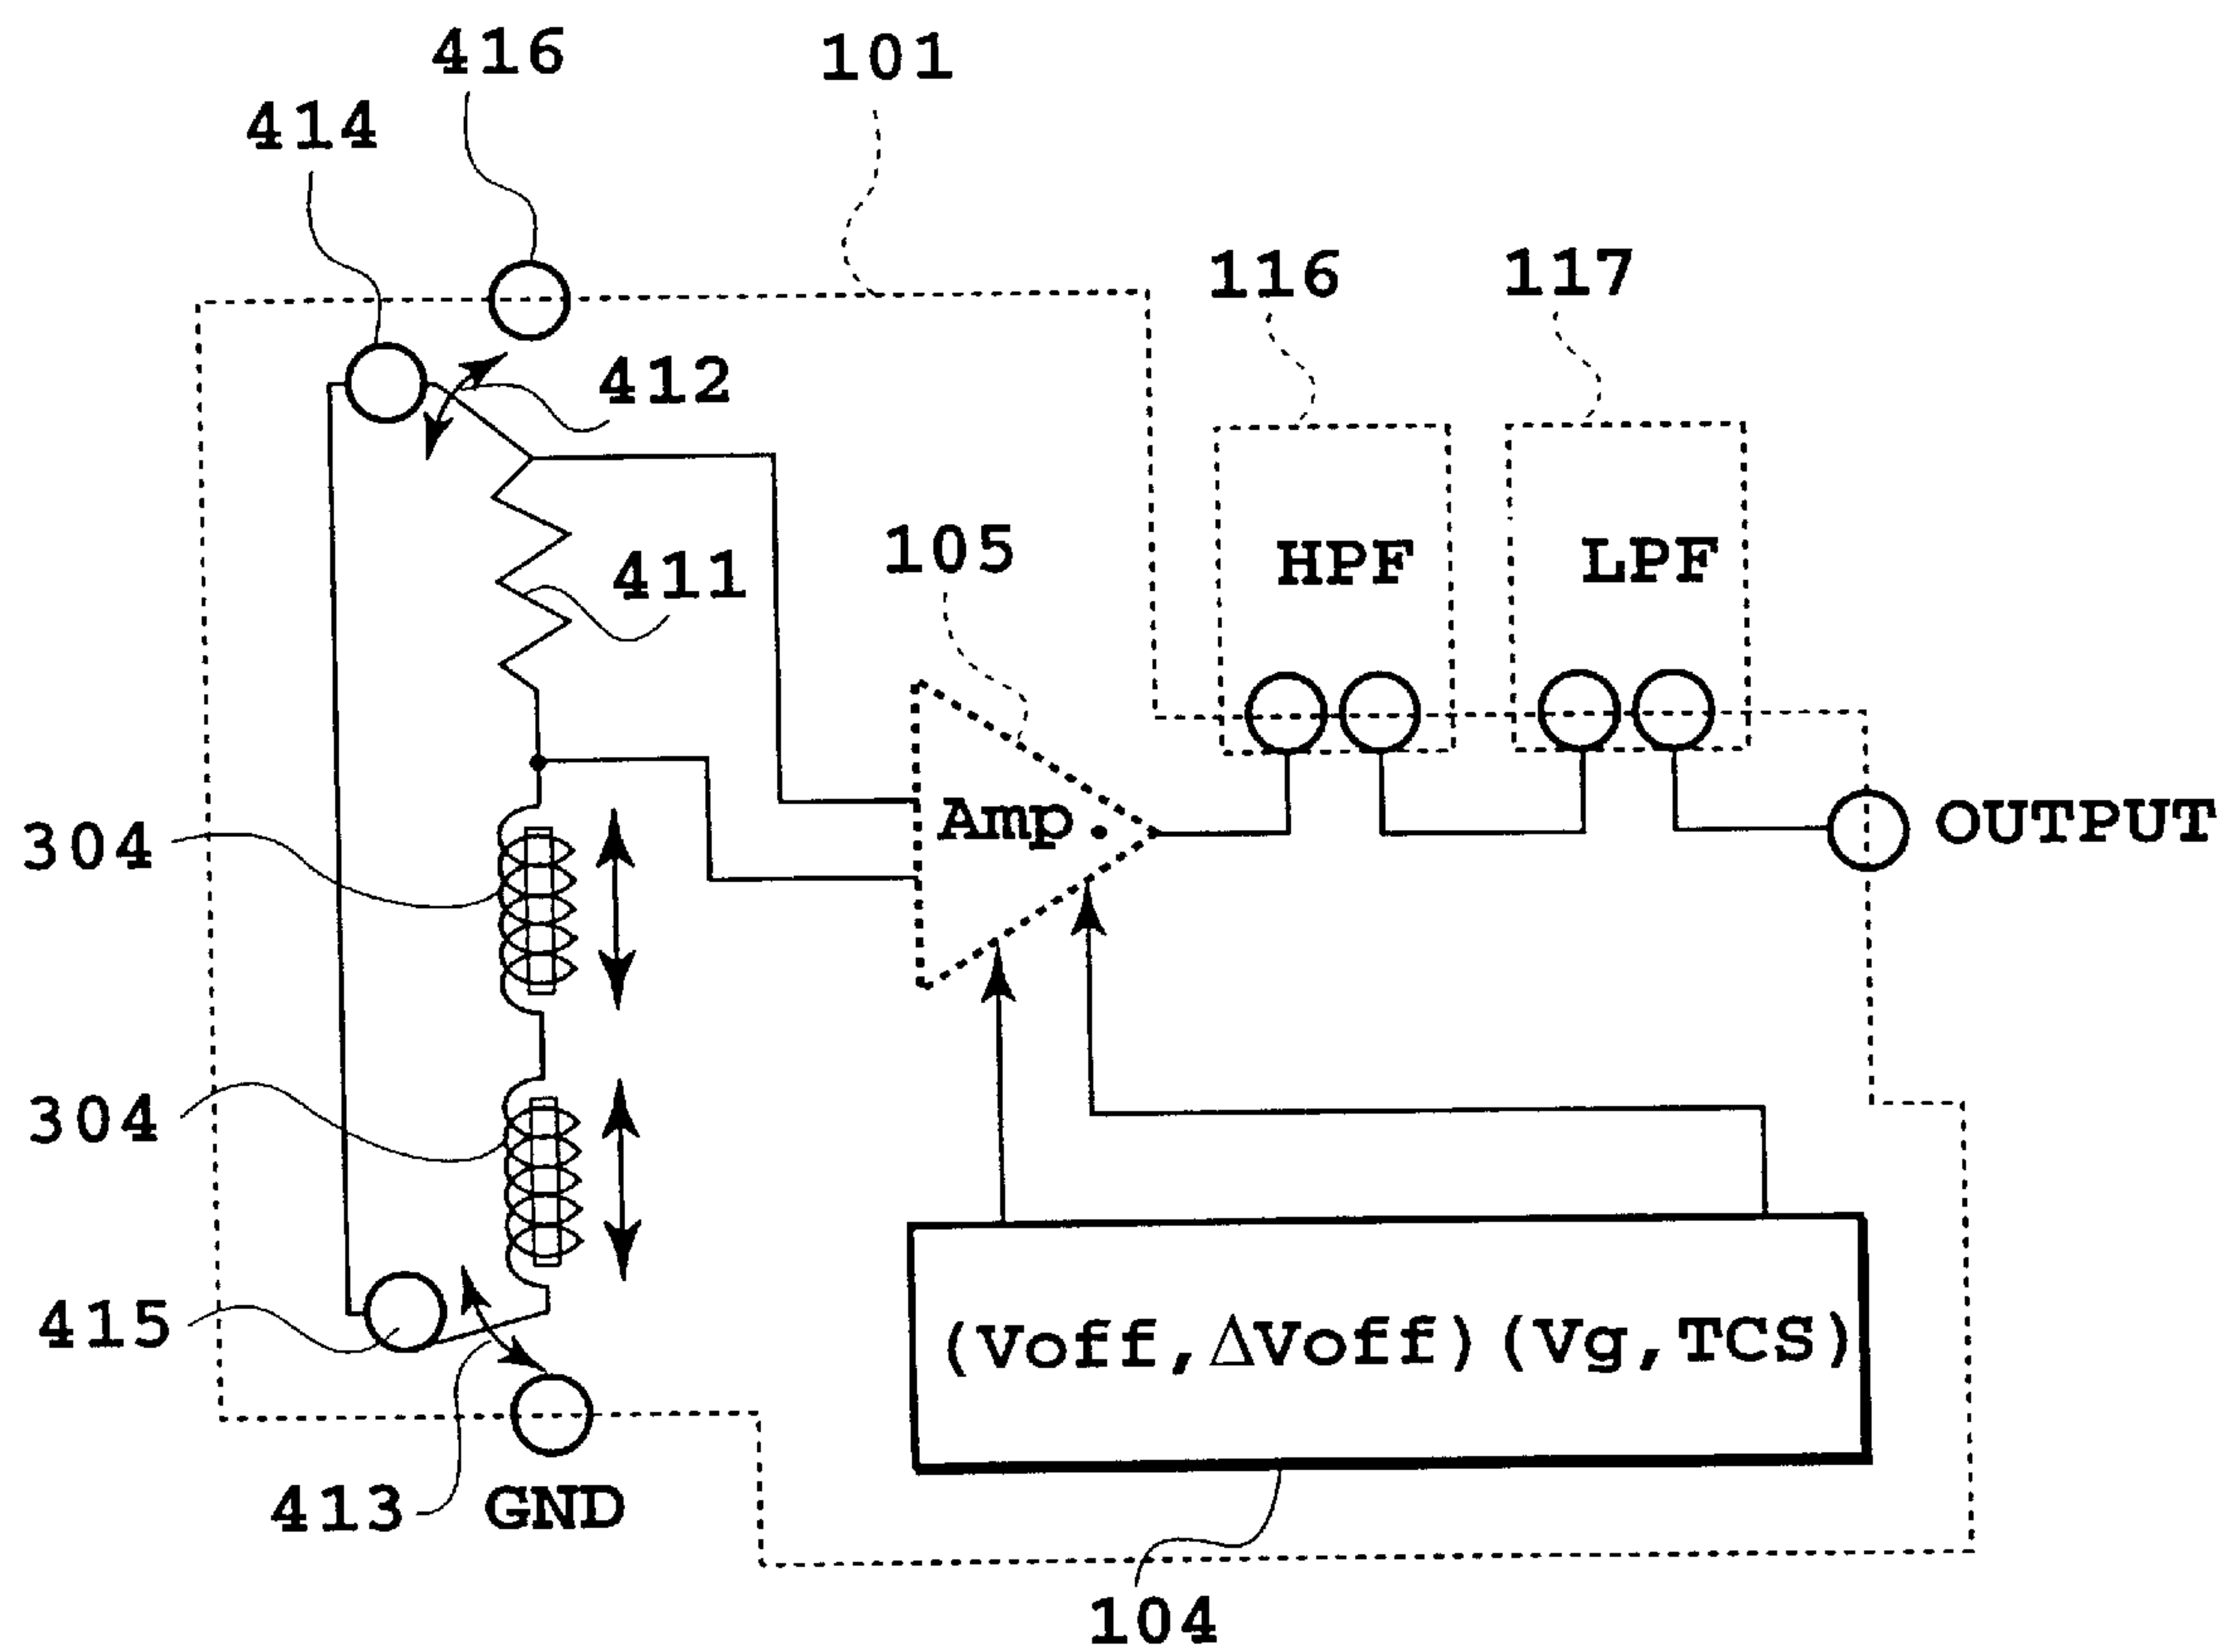 416
101
414
116
117
412
105
411
HPF
LPF
Amp.
OUTPUT
304
304
415
(Voff,ΔVoff)(Vg,TCS)
413
GND
104